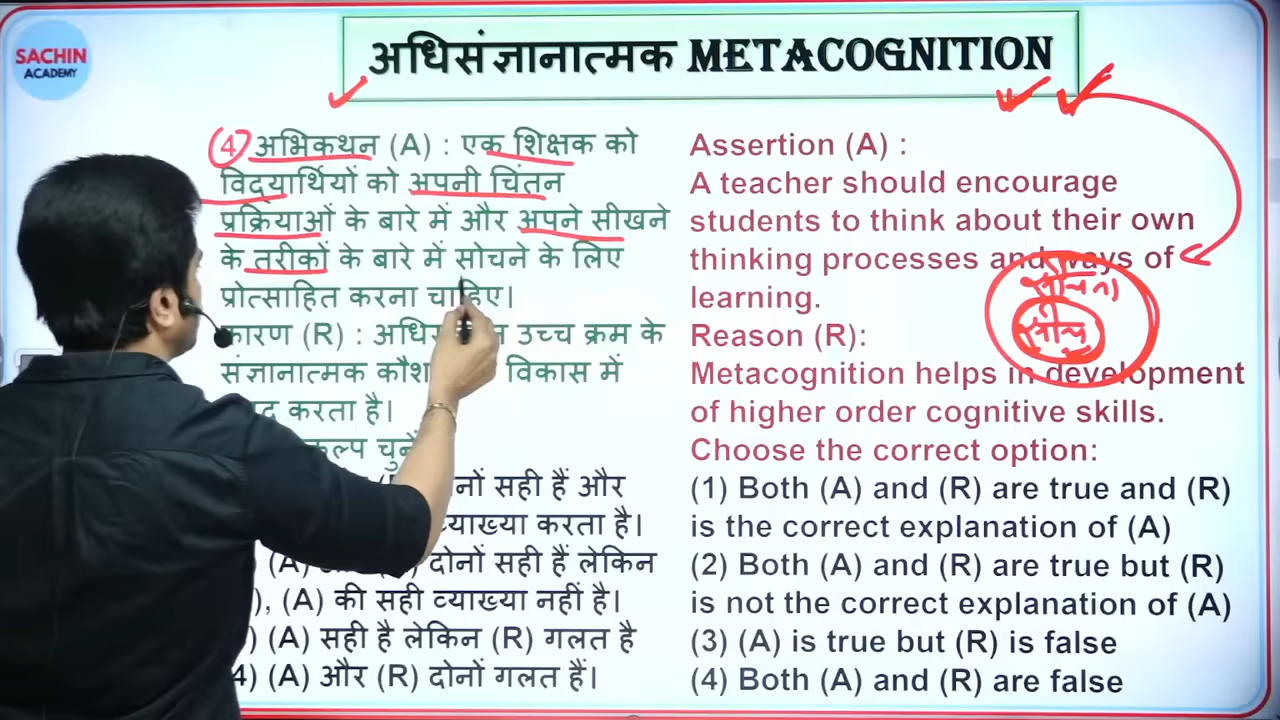 SACHIN
ACADEMY
अधिसंज्ञानात्मक METACOGNITION
4 अभिकथन (A) : एक शिक्षक को
विद्यार्थियों को अपनी चिंतन
प्रक्रियाओं के बारे में और अपने सीखने
के तरीकों के बारे में सोचने के लिए
प्रोत्साहित करना चाहिए।
कारण (R) : उच्च क्रम के
संज्ञानात्मक विकास में
करता है।
चुनें
सही हैं और
व्याख्या करता है।
(A) दोनों सही हैं लेकिन
(A) की सही व्याख्या नहीं है।
) (A) सही है लेकिन (R) गलत है
4) (A) और (R) दोनों गलत हैं।
Assertion (A) :
A teacher should encourage
students to think about their own
thinking processes and ways of
learning.
Reason (R):
Metacognition helps in development
of higher order cognitive skills.
Choose the correct option:
(1) Both (A) and (R) are true and (R)
is the correct explanation of (A)
(2) Both (A) and (R) are true but (R)
is not the correct explanation of (A)
(3) (A) is true but (R) is false
(4) Both (A) and (R) are false